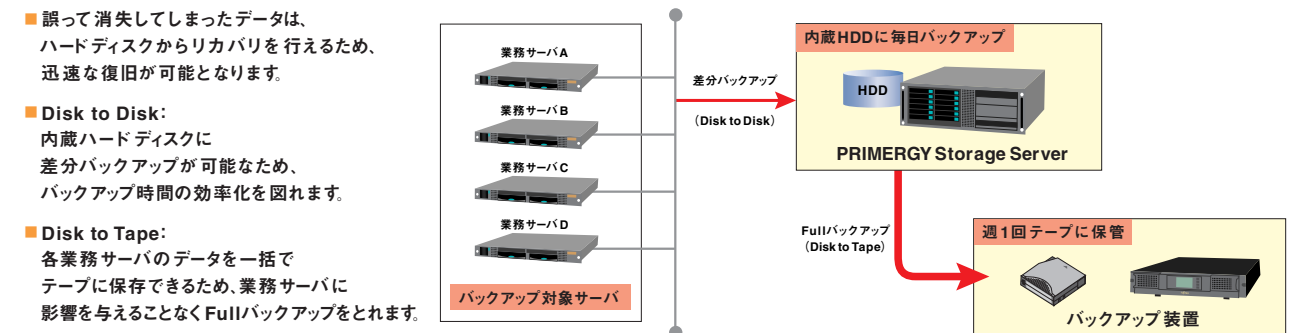 ■ 誤って消失してしまったデータは、
ハードディスクからリカバリを行えるため、
迅速な復旧が可能となります。
■ Disk to Disk：
内蔵ハードディスクに
差分バックアップが可能なため、
バックアップ時間の効率化を図れます。
■ Disk to Tape：
各業務サーバのデータを一括で
テープに保存できるため、業務サーバに
影響を与えることなくFullバックアップをとれます。
業務サーバA
業務サーバB
業務サーバC
業務サーバD
バックアップ対象サーバ
差分バックアップ
（Disk to Disk）
内蔵HDDに毎日バックアップ
HDD
PRIMERGY Storage Server
Fullバックアップ
（Disk to Tape）
週1回テープに保管
バックアップ装置